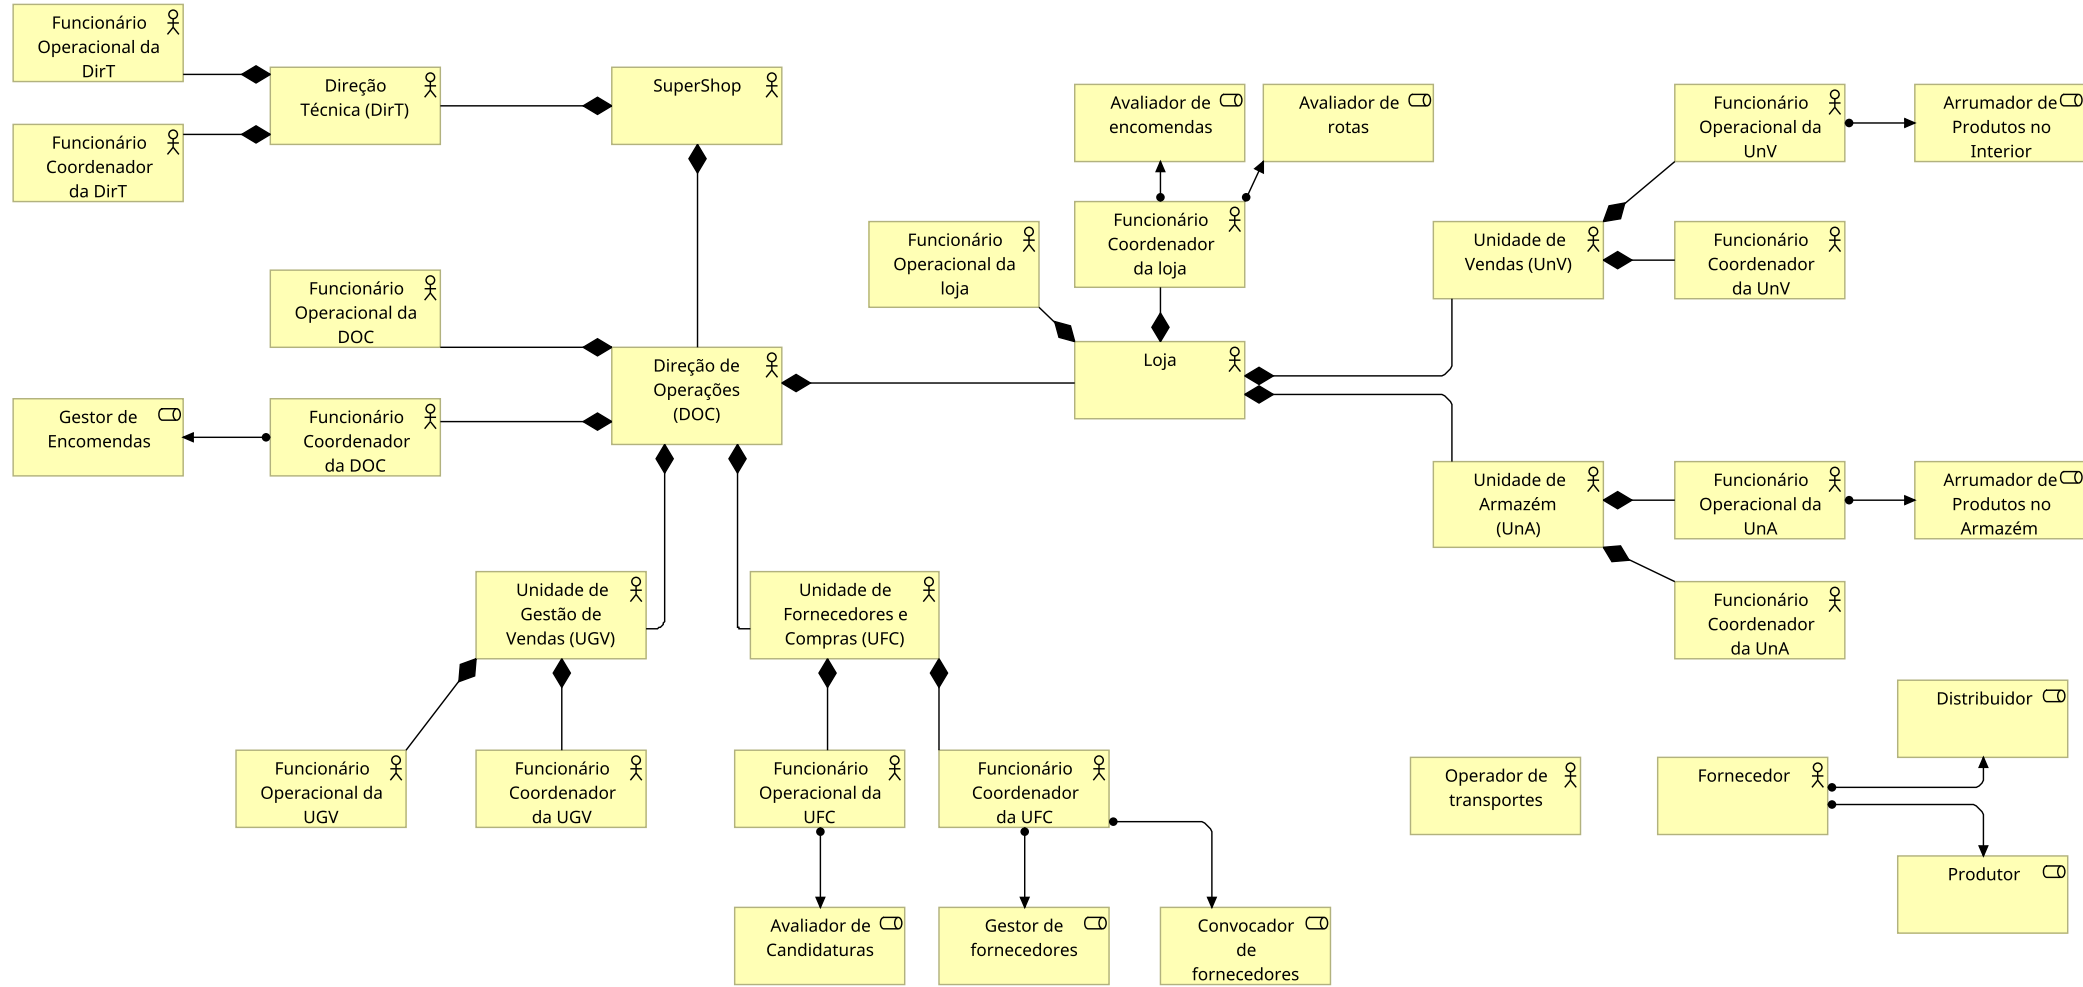 Funcionário
Operacional da
DirT
Direção
Técnica (DirT)
SuperShop
Funcionário
Coordenador
da DirT
Avaliador de
encomendas
Avaliador de
rotas
Funcionário
Operacional da
UnV
Arrumador de
Produtos no
Interior
Funcionário
Operacional da
loja
Funcionário
Coordenador
da loja
Unidade de
Vendas (UnV)
Funcionário
Coordenador
da UnV
Funcionário
Operacional da
DOC
Direção de
Operações
(DOC)
Loja
Gestor de
Encomendas
Funcionário
Coordenador
da DOC
Unidade de
Armazém
(UnA)
Funcionário
Operacional da
UnA
Arrumador de
Produtos no
Armazém
Unidade de
Gestão de
Vendas (UGV)
Unidade de
Fornecedores e
Compras (UFC)
Funcionário
Coordenador
da UnA
Distribuidor
Funcionário
Operacional da
UGV
Funcionário
Coordenador
da UGV
Funcionário
Operacional da
UFC
Funcionário
Coordenador
da UFC
Operador de
transportes
Fornecedor
Produtor
Avaliador de
Candidaturas
Gestor de
fornecedores
Convocador
de
fornecedores